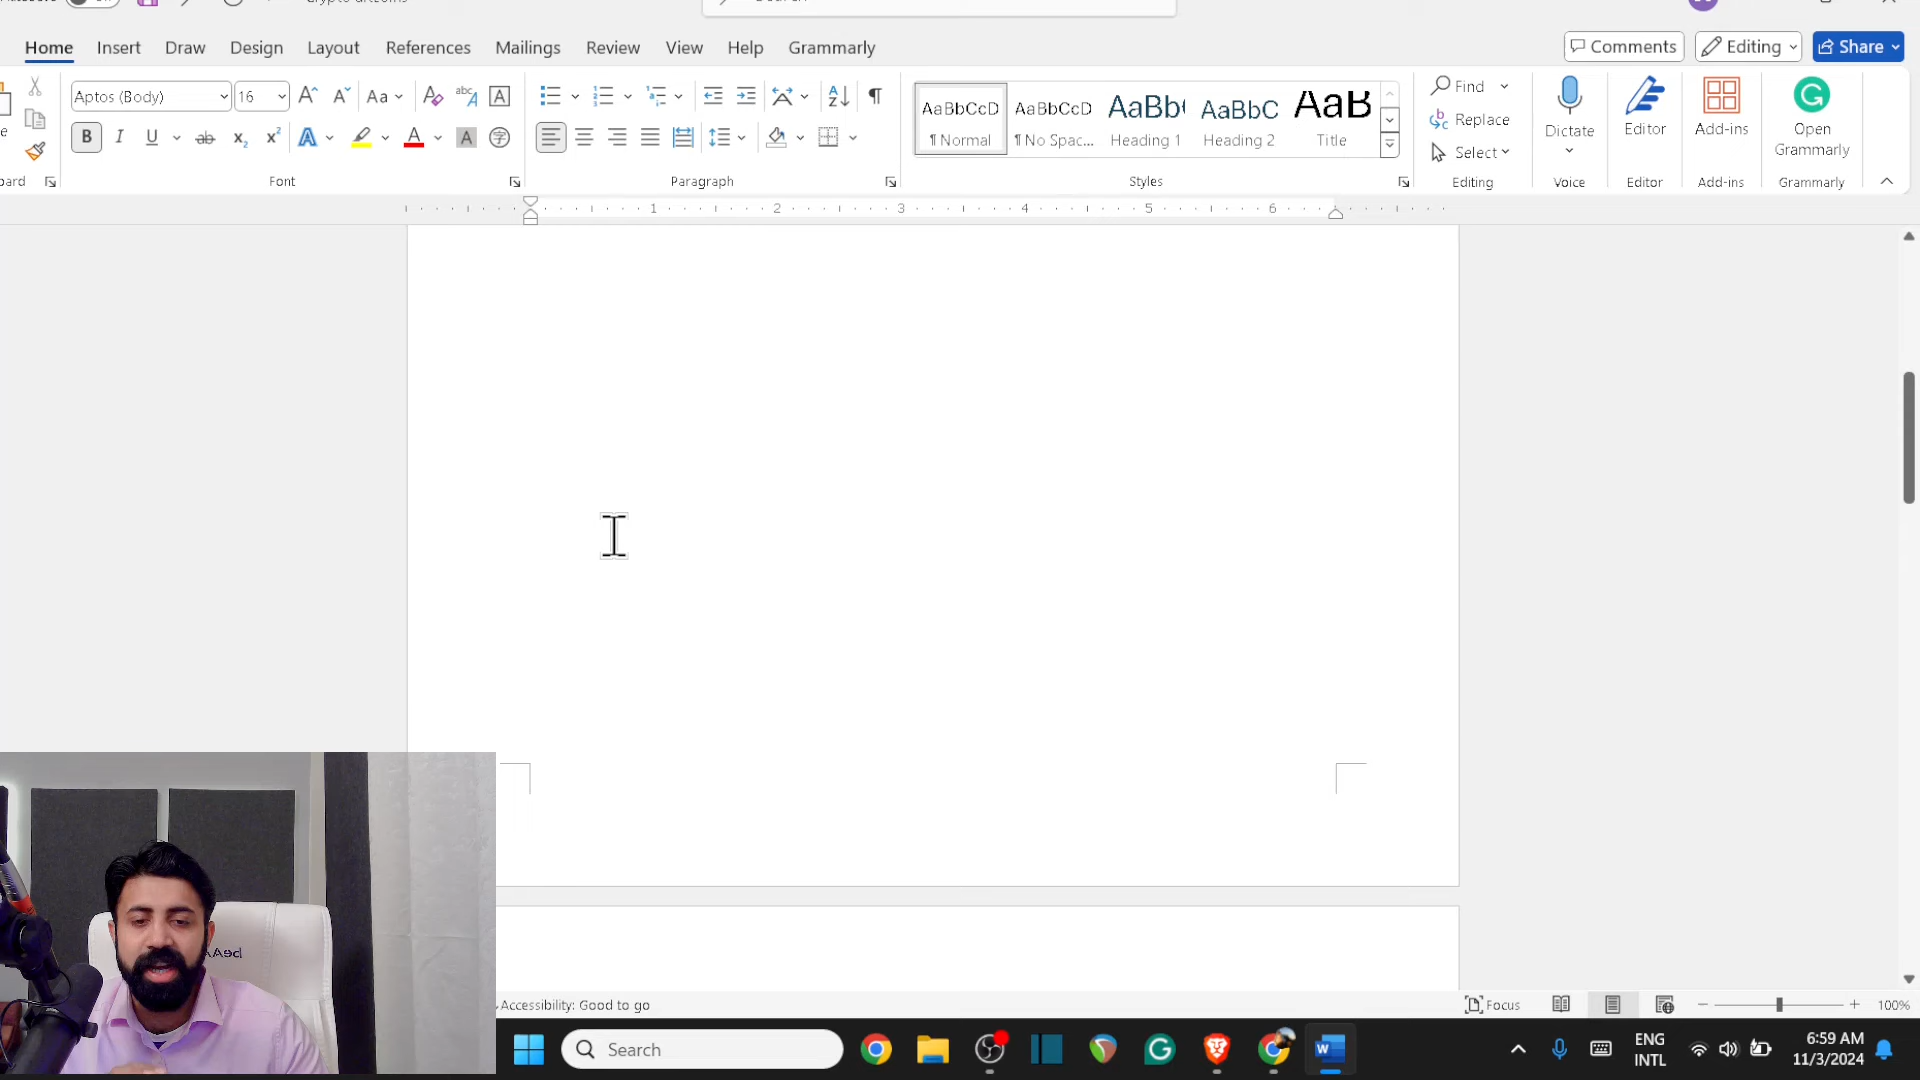 Home Insert Draw Design Layout References Mailings Review View Help Grammarly Comments Editing Share
Aptos (Body) 16 Aa
AaBbCcD AaBbCcD AaBb( AaBbC AaB
¶ Normal ¶ No Spac... Heading 1 Heading 2 Title
Find
Replace
Select
Dictate
Editor
Add-ins
Open
Grammarly
Font Paragraph Styles Editing Voice Editor Add-ins Grammarly
1 2 3 4 5 6
Accessibility: Good to go
Focus
100%
Search
ENG
INTL
6:59 AM
11/3/2024